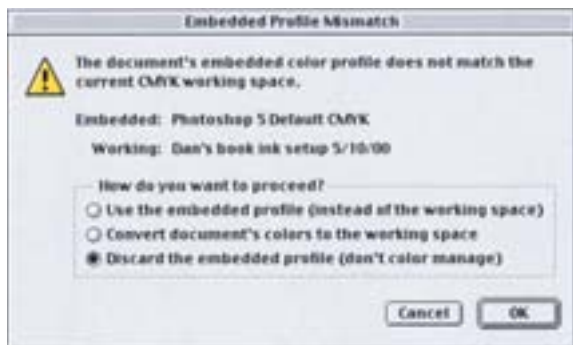 Embedded Profile Mismatch
The document's embedded color profile does not match the
current CMYK working space.
Embedded: Photoshop 5 Default CMYK
Working: Dan's book ink setup 5/10/00
How do you want to proceed?
Use the embedded profile (instead of the working space)
Convert document's colors to the working space
Discard the embedded profile (don't color manage)
Cancel OK